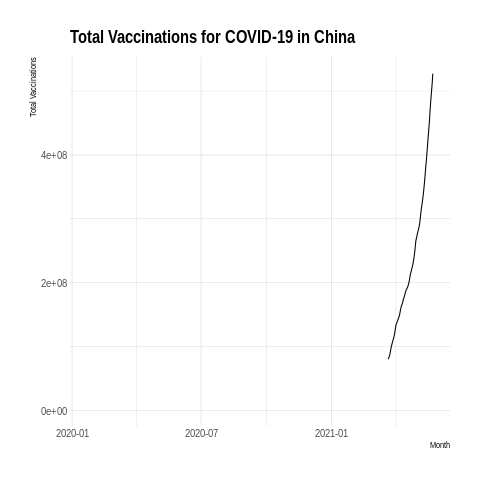 Total Vaccinations for COVID-19 in China
Total Vaccinations
4e+08
2e+08
0e+00
2020-01 2020-07 2021-01
Month